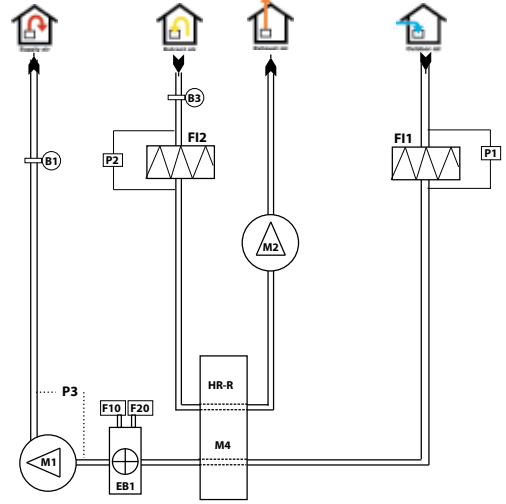 Supply air
Extract air
Exhaust air
Outdoor air
B3
FI2
FI1
P2
P1
B1
M2
HR-R
P3
F10
F20
M4
M1
EB1